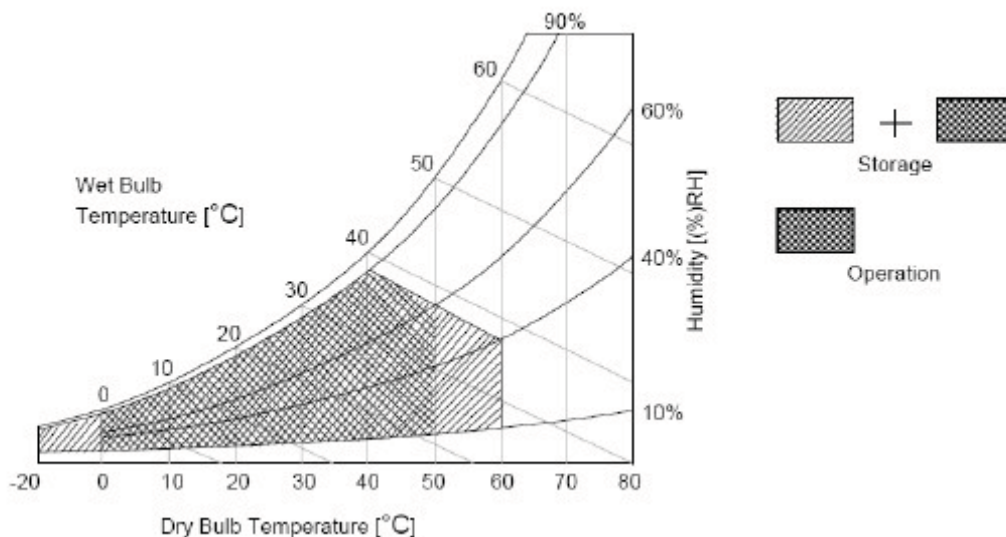 90%
60
60%
50
Wet Bulb
Temperature [°C]
Storage
40
40%
Humidity [(%)RH]
Operation
30
20
10
0
10%
-20 0 10 20 30 40 50 60 70 80
Dry Bulb Temperature [°C]